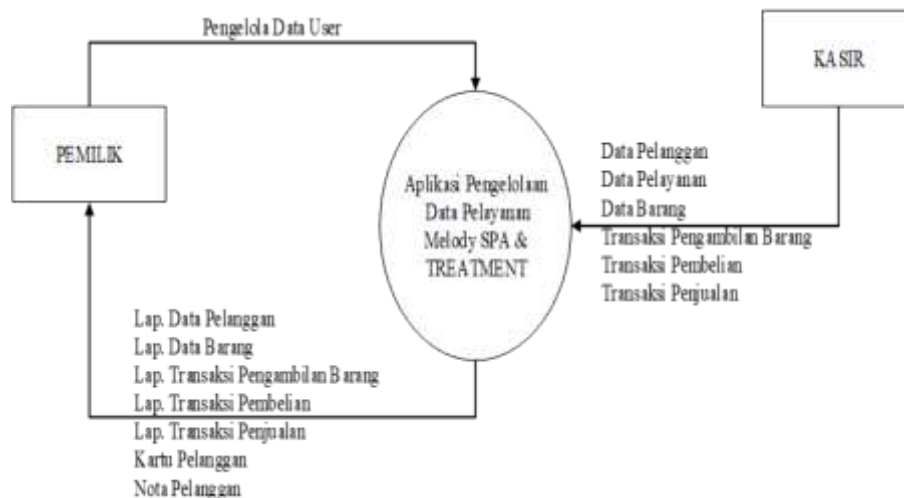 Pengelola Data User
KASIR
PEMILIK
Aplikasi Pengelolaan
Data Pelayanan
Melody SPA &
TREATMENT
Data Pelanggan
Data Pelayanan
Data Barang
Transaksi Pengambilan Barang
Transaksi Pembelian
Transaksi Penjualan
Lap. Data Pelanggan
Lap. Data Barang
Lap. Transaksi Pengambilan Barang
Lap. Transaksi Pembelian
Lap. Transaksi Penjualan
Kartu Pelanggan
Nota Pelanggan